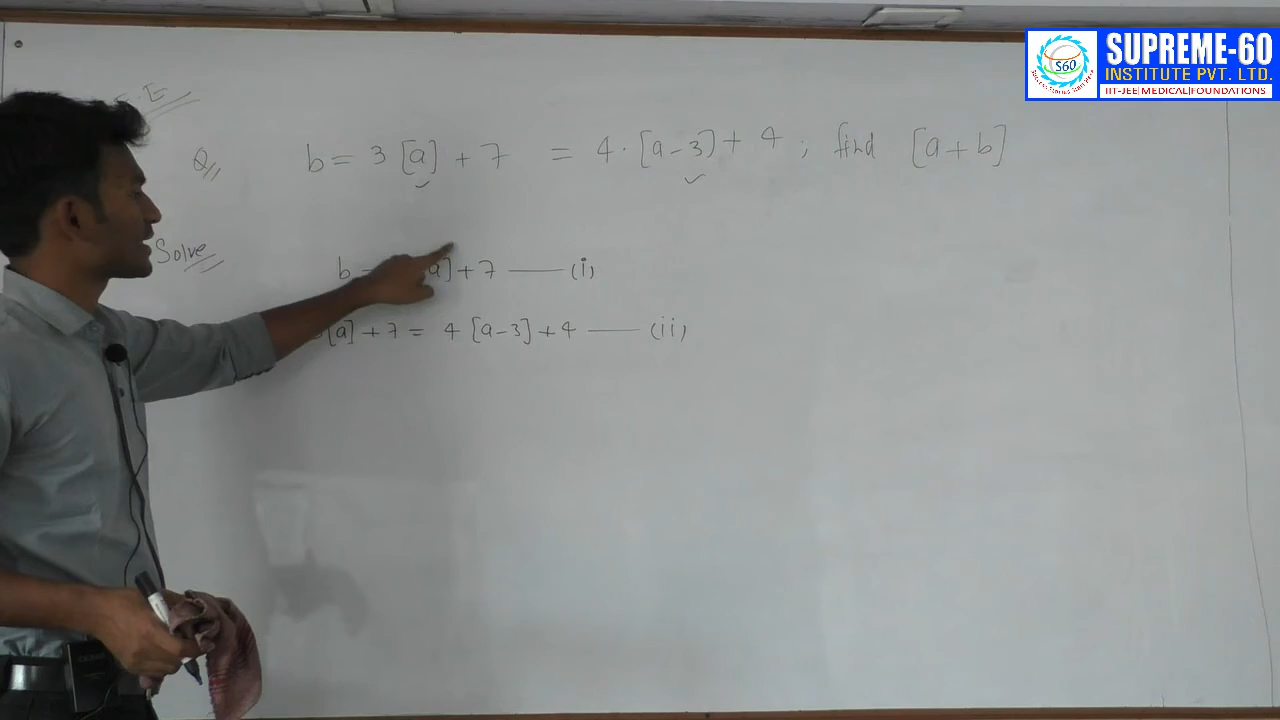 SUPREME-60
INSTITUTE PVT. LTD.
IIT-JEE|MEDICAL|FOUNDATIONS
S60
E
Q,, b = 3 [a] + 7 = 4 · [a-3] + 4 ; find [a + b]
Solve
b = a] + 7 —— (i)
[a] + 7 = 4 [a-3] + 4 —— (ii)